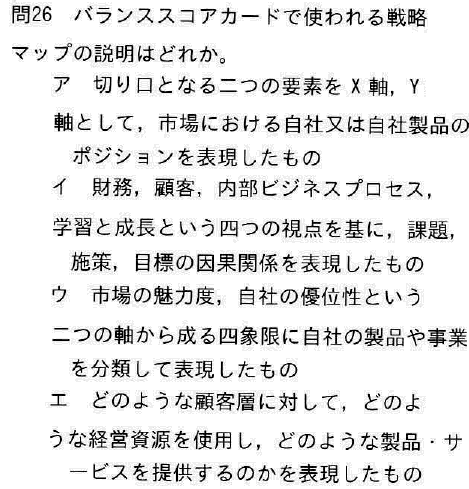 問26　バランススコアカードで使われる戦略
マップの説明はどれか。
ア　切り口となる二つの要素を X 軸，Y
軸として，市場における自社又は自社製品の
ポジションを表現したもの
イ　財務，顧客，内部ビジネスプロセス，
学習と成長という四つの視点を基に，課題，
施策，目標の因果関係を表現したもの
ウ　市場の魅力度，自社の優位性という
二つの軸から成る四象限に自社の製品や事業
を分類して表現したもの
エ　どのような顧客層に対して，どのよ
うな経営資源を使用し，どのような製品・サ
ービスを提供するのかを表現したもの